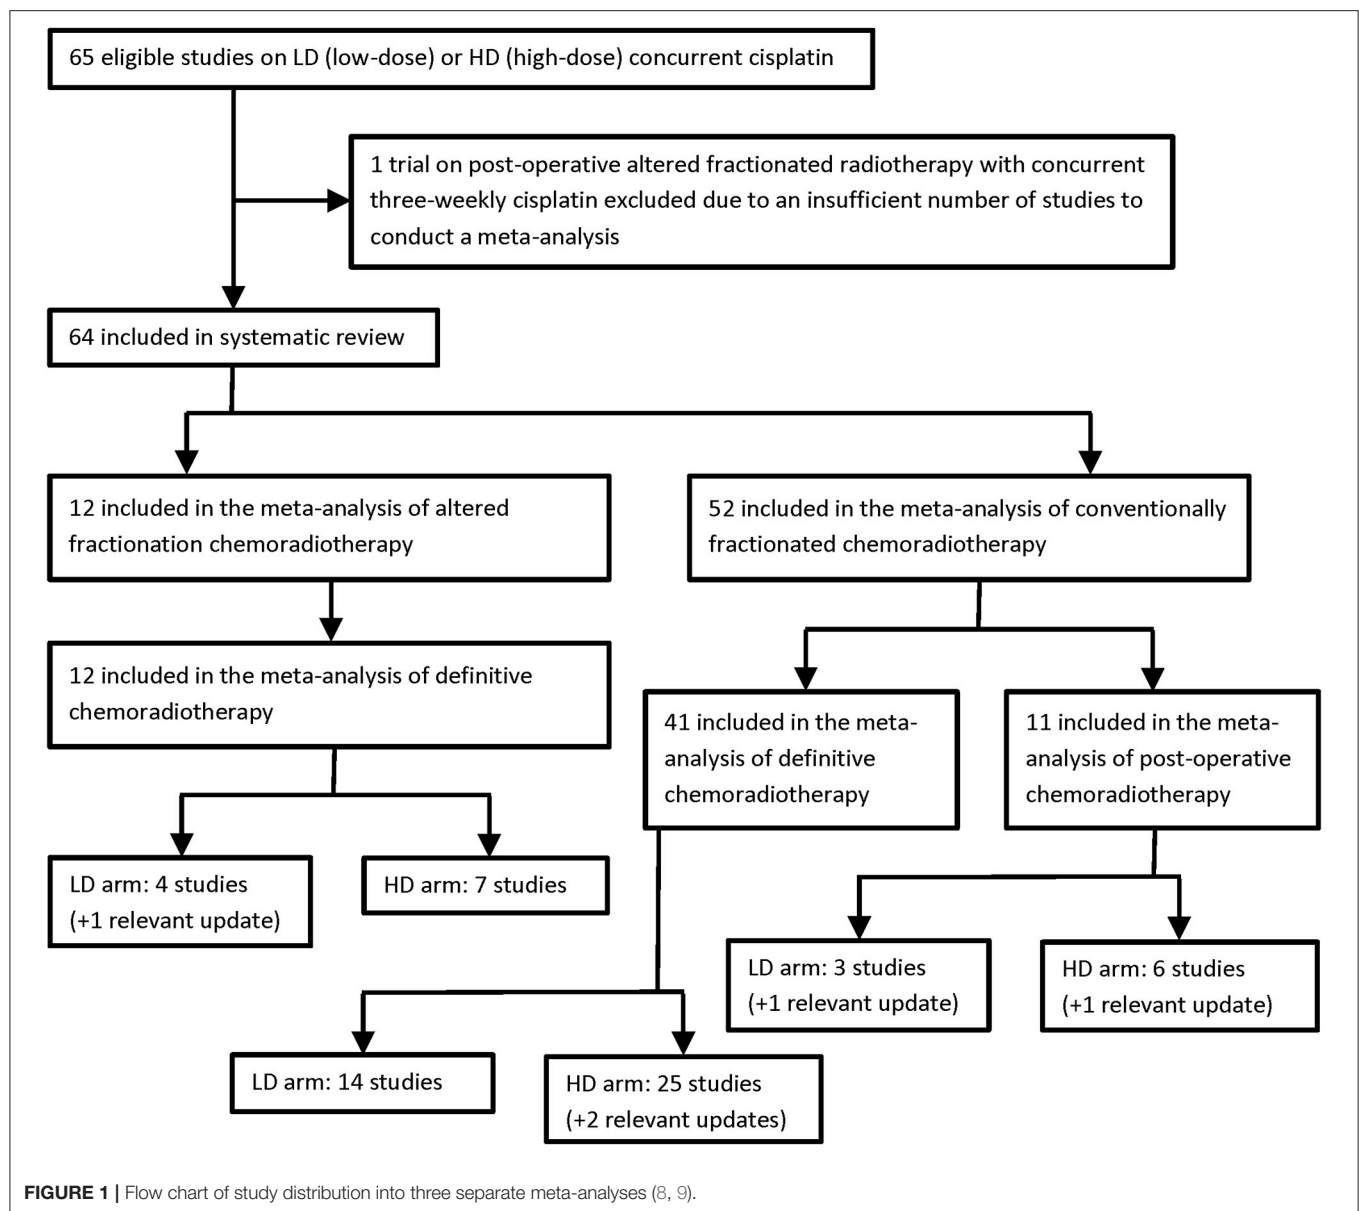 65 eligible studies on LD (low-dose) or HD (high-dose) concurrent cisplatin
1 trial on post-operative altered fractionated radiotherapy with concurrent
three-weekly cisplatin excluded due to an insufficient number of studies to
conduct a meta-analysis
64 included in systematic review
12 included in the meta-analysis of altered
fractionation chemoradiotherapy
52 included in the meta-analysis of conventionally
fractionated chemoradiotherapy
12 included in the meta-analysis of definitive
chemoradiotherapy
41 included in the meta-
analysis of definitive
chemoradiotherapy
11 included in the meta-
analysis of post-operative
chemoradiotherapy
LD arm: 4 studies
(+1 relevant update)
HD arm: 7 studies
LD arm: 3 studies
(+1 relevant update)
HD arm: 6 studies
(+1 relevant update)
LD arm: 14 studies
HD arm: 25 studies
(+2 relevant updates)
FIGURE 1 | Flow chart of study distribution into three separate meta-analyses (8, 9).